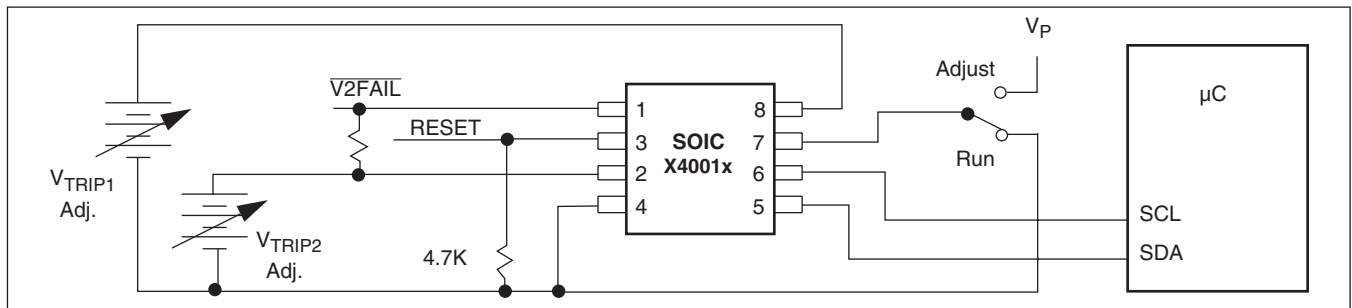 V_P
Adjust
µC
V2FAIL
1
8
RESET
3
SOIC
7
X4001x
Run
2
6
V_TRIP1
Adj.
4
5
SCL
V_TRIP2
Adj.
4.7K
SDA